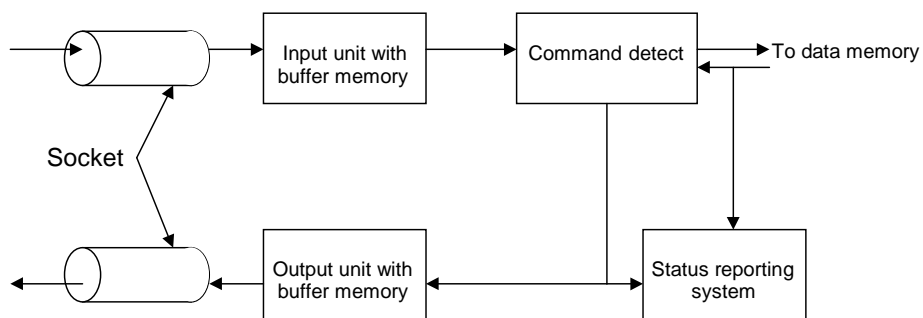 Input unit with
buffer memory
Command detect
To data memory
Socket
Output unit with
buffer memory
Status reporting
system